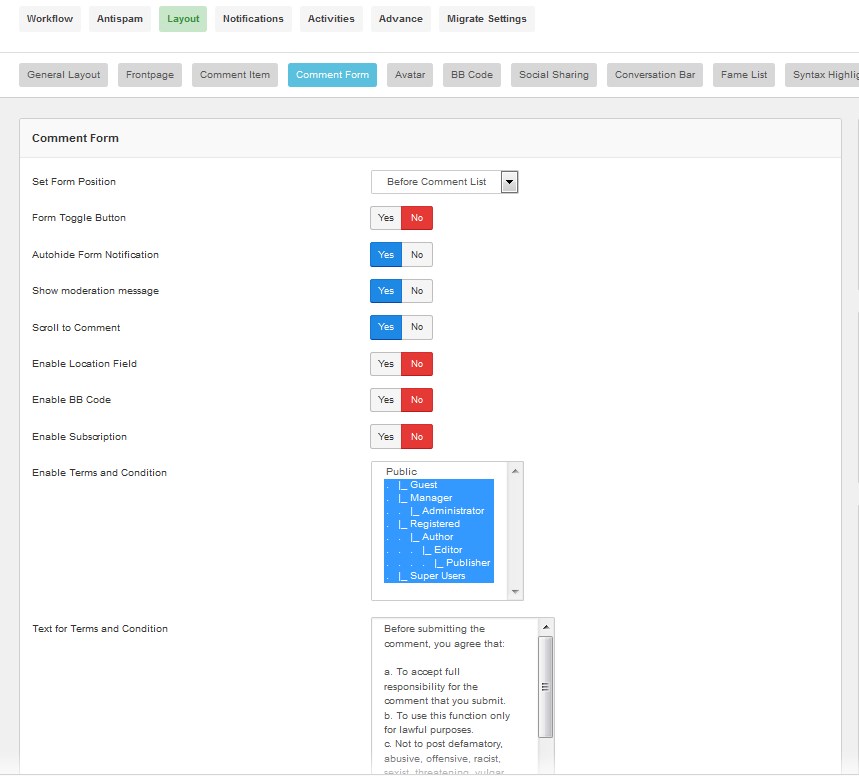 Workflow Antispam Layout Notifications Activities Advance Migrate Settings
General Layout Frontpage Comment Item Comment Form Avatar BB Code Social Sharing Conversation Bar Fame List Syntax Highlig
Comment Form
Set Form Position Before Comment List
Form Toggle Button Yes No
Autohide Form Notification Yes No
Show moderation message Yes No
Scroll to Comment Yes No
Enable Location Field Yes No
Enable BB Code Yes No
Enable Subscription Yes No
Enable Terms and Condition Public
. |_ Guest
. |_ Manager
. . |_ Administrator
. |_ Registered
. . |_ Author
. . . |_ Editor
. . . . |_ Publisher
. |_ Super Users
Text for Terms and Condition Before submitting the
comment, you agree that:
a. To accept full
responsibility for the
comment that you submit.
b. To use this function only
for lawful purposes.
c. Not to post defamatory,
abusive, offensive, racist,
sexist, threatening, vulgar,